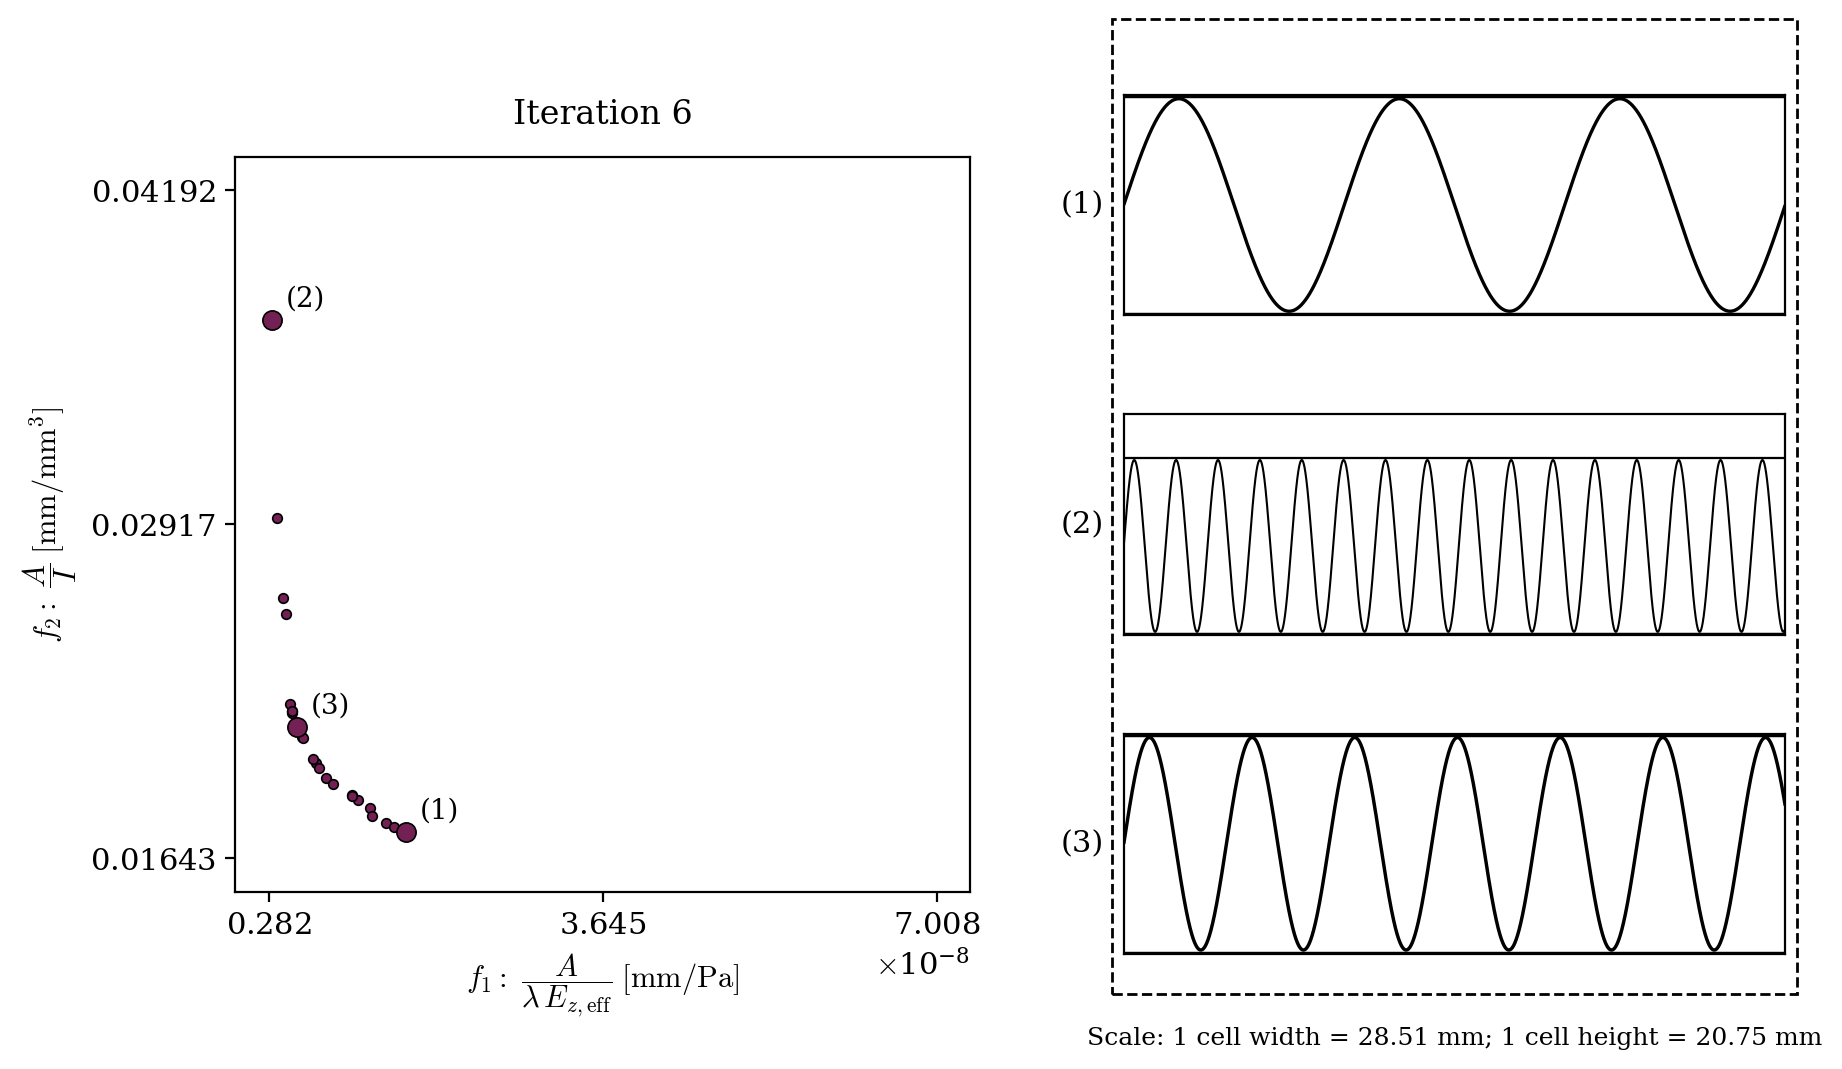 Iteration 6
0.04192
0.02917
0.01643
f₂ : A/I [mm/mm³]
(2)
(3)
(1)
0.282 3.645 7.008
×10⁻⁸
f₁ : A/(λ E_z,eff) [mm/Pa]
(1)
(2)
(3)
Scale: 1 cell width = 28.51 mm; 1 cell height = 20.75 mm